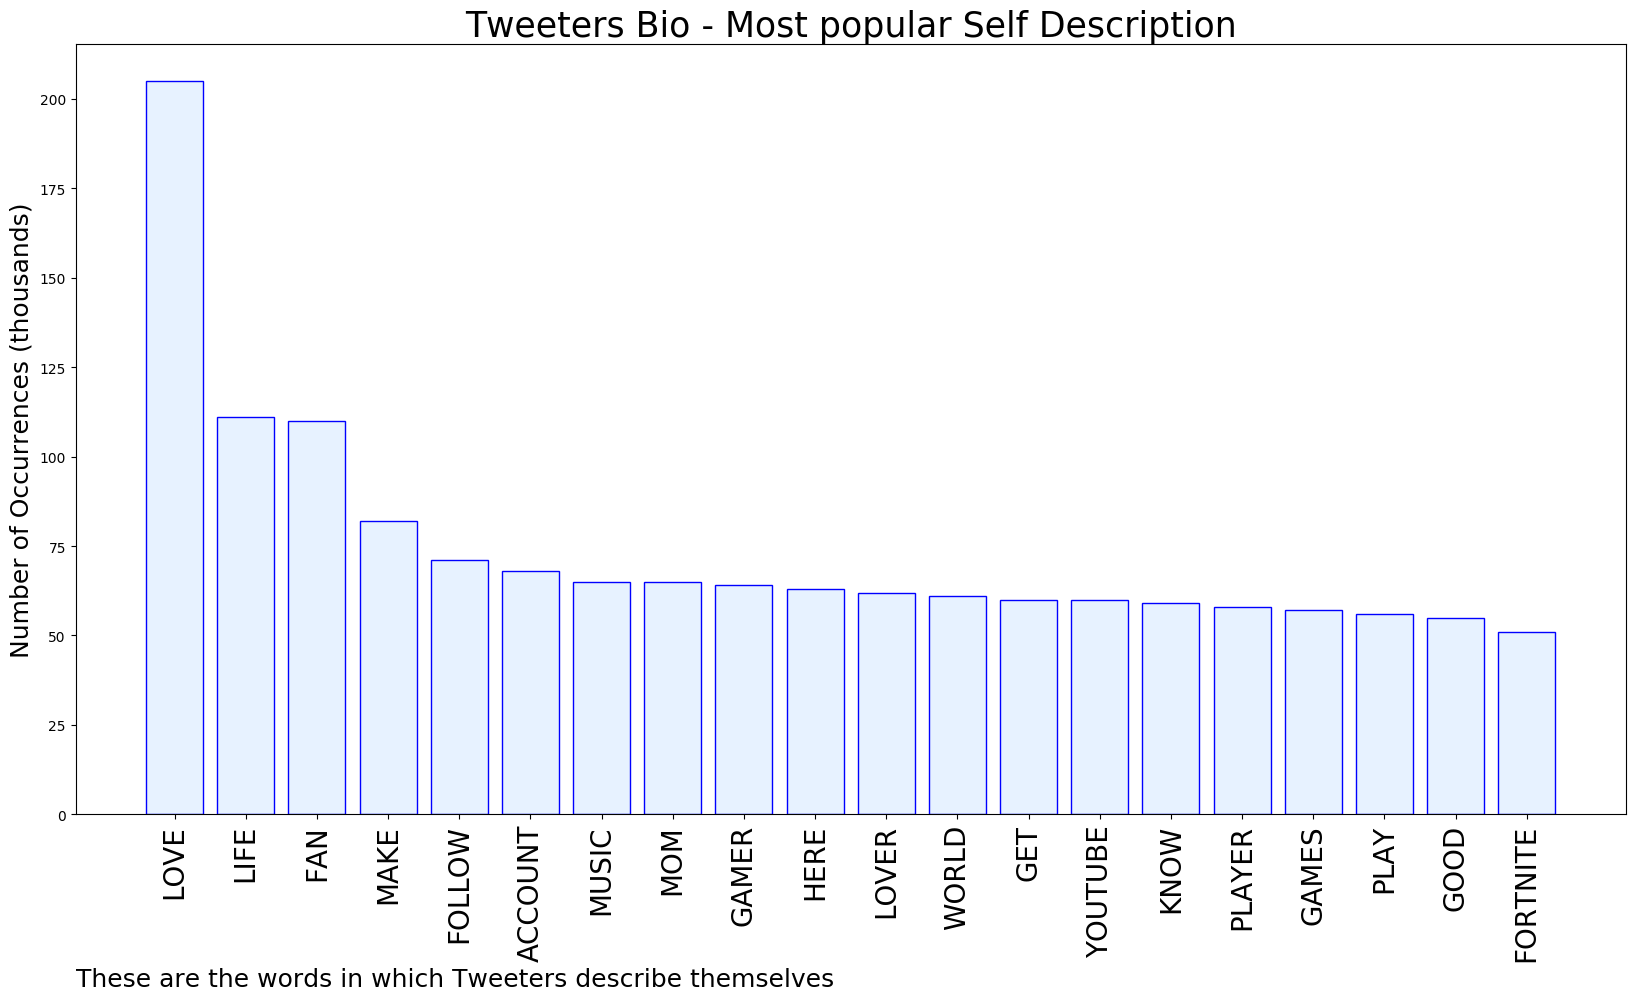 Tweeters Bio - Most popular Self Description
Number of Occurrences (thousands)
200
175
150
125
100
75
50
25
0
LOVE
LIFE
FAN
MAKE
FOLLOW
ACCOUNT
MUSIC
MOM
GAMER
HERE
LOVER
WORLD
GET
YOUTUBE
KNOW
PLAYER
GAMES
PLAY
GOOD
FORTNITE
These are the words in which Tweeters describe themselves